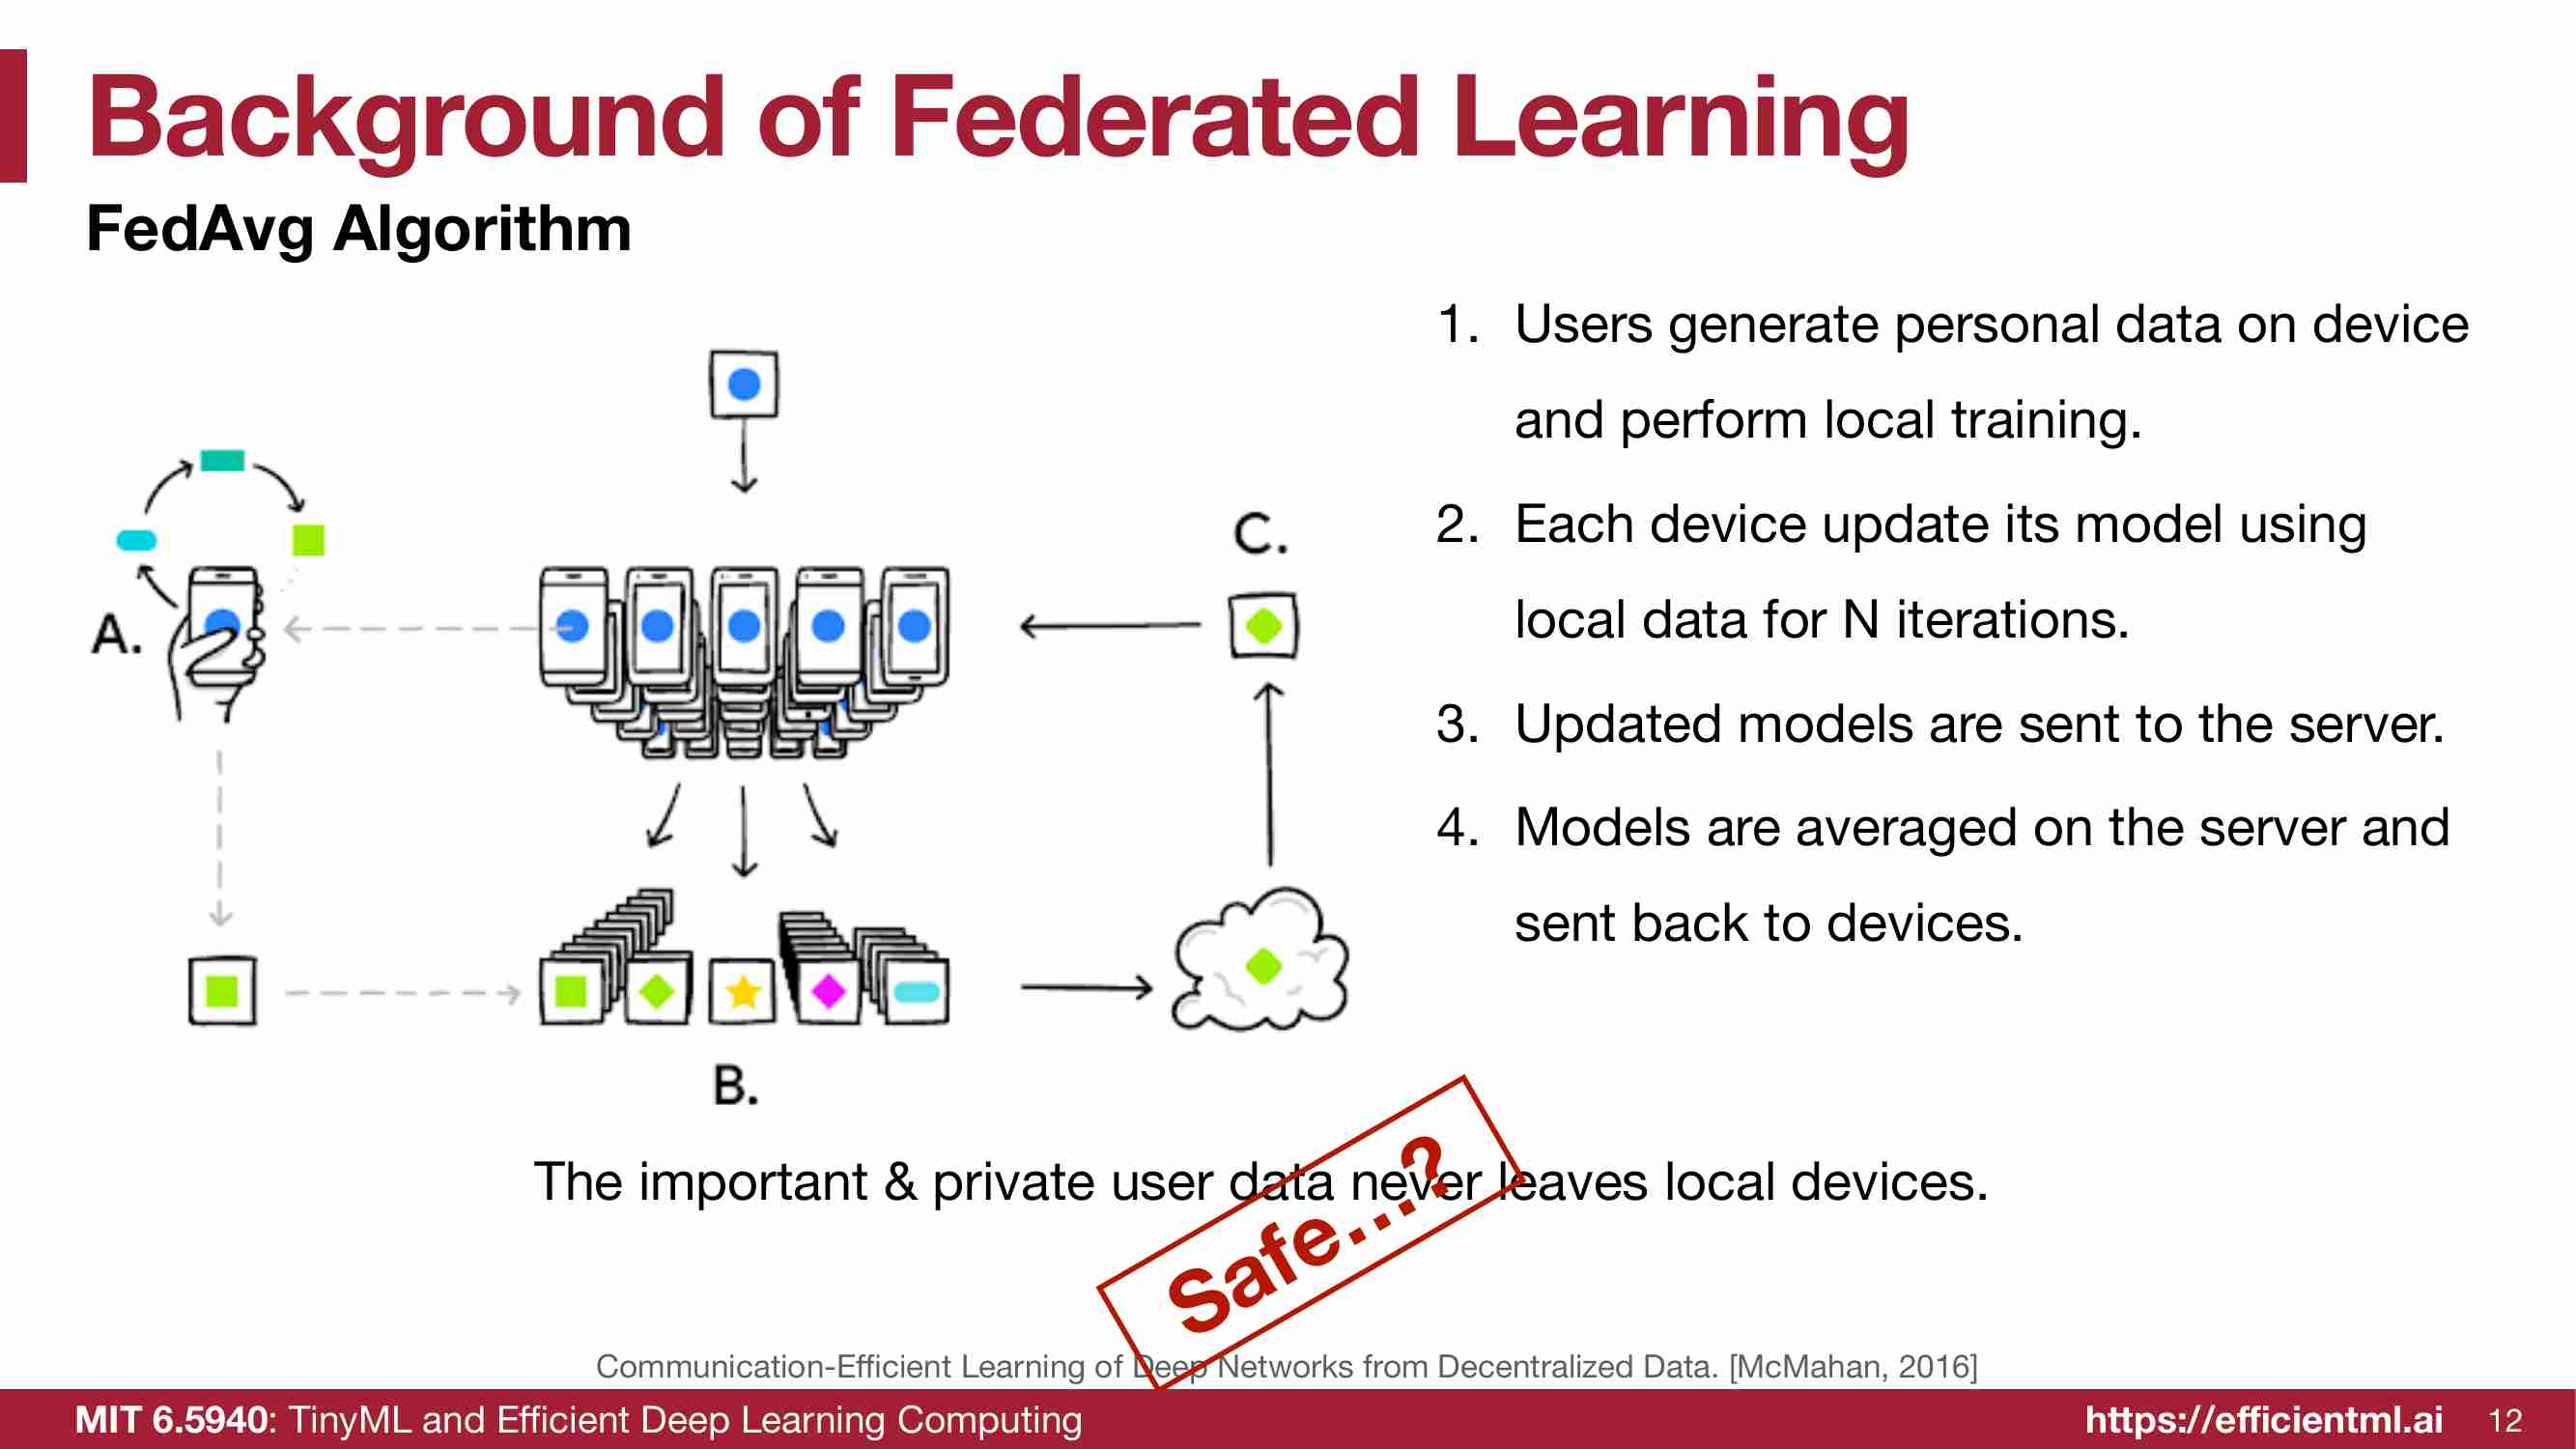 Background of Federated Learning
FedAvg Algorithm
1. Users generate personal data on device
and perform local training.
2. Each device update its model using
local data for N iterations.
3. Updated models are sent to the server.
4. Models are averaged on the server and
sent back to devices.
A.
C.
B.
The important & private user data never leaves local devices.
Safe...?
Communication-Efficient Learning of Deep Networks from Decentralized Data. [McMahan, 2016]
MIT 6.5940: TinyML and Efficient Deep Learning Computing
https://efficientml.ai
12